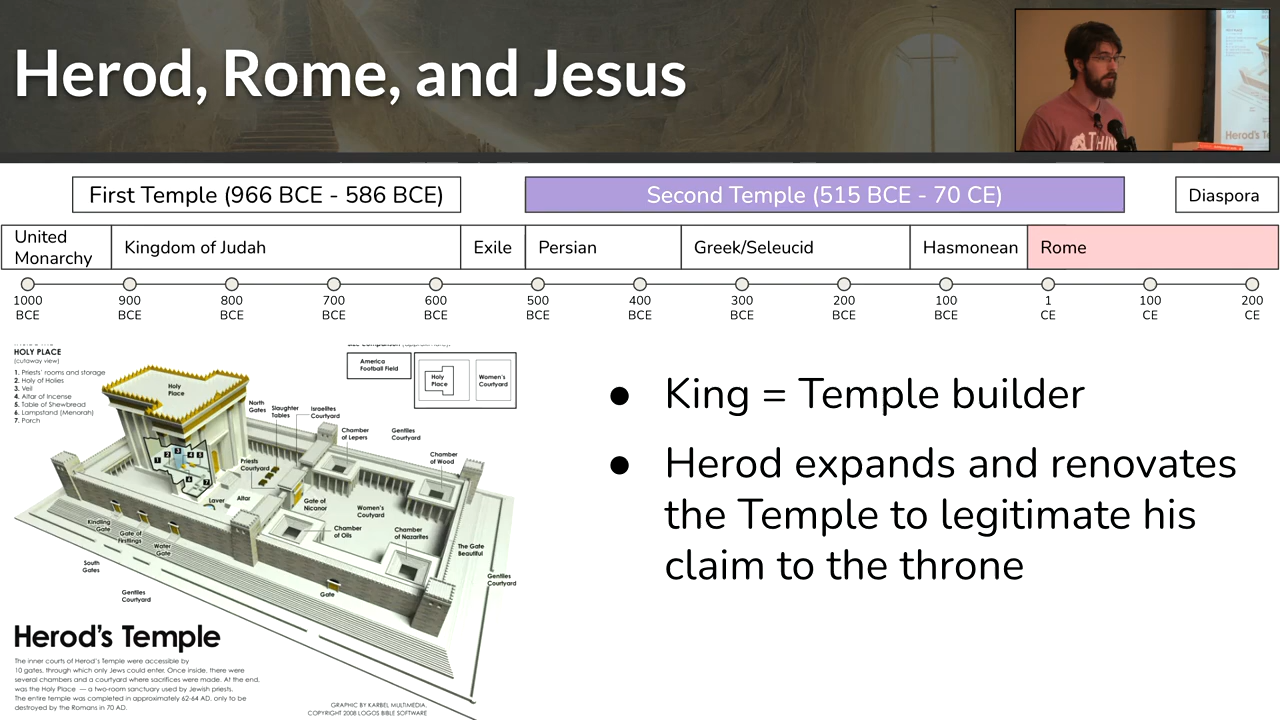 Herod, Rome, and Jesus
THIN
Herod's Te
First Temple (966 BCE - 586 BCE)
Second Temple (515 BCE - 70 CE)
Diaspora
United
Monarchy
Kingdom of Judah
Exile
Persian
Greek/Seleucid
Hasmonean
Rome
1000
BCE
900
BCE
800
BCE
700
BCE
600
BCE
500
BCE
400
BCE
300
BCE
200
BCE
100
BCE
1
CE
100
CE
200
CE
HOLY PLACE
(cutaway view)
1. Priests' rooms and storage
2. Holy of Holies
3. Veil
4. Altar of Incense
5. Table of Shewbread
6. Lampstand (Menorah)
7. Porch
America
Football Field
Holy
Place
Women's
Courtyard
Holy
Place
North
Gates
Slaughter
Tables
Israelites
Courtyard
Chamber
of Lepers
Gentiles
Courtyard
Chamber
of Wood
Priests
Courtyard
1 2 3 4 5
6 7
Laver
Altar
Gate of
Nicanor
Women's
Coutyard
Chamber
of Oils
Chamber
of Nazarites
The Gate
Beautiful
Kindling
Gate
Gate of
Firstlings
Water
Gate
South
Gates
Gentiles
Courtyard
Gate
Gentiles
Courtyard
Herod's Temple
The inner courts of Herod's Temple were accessible by
10 gates, through which only Jews could enter. Once inside, there were
several chambers and a courtyard where sacrifices were made. At the end,
was the Holy Place — a two-room sanctuary used by Jewish priests.
The entire temple was completed in approximately 62-64 AD, only to be
destroyed by the Romans in 70 AD.
GRAPHIC BY KARBEL MULTIMEDIA,
COPYRIGHT 2008 LOGOS BIBLE SOFTWARE
● King = Temple builder
● Herod expands and renovates
the Temple to legitimate his
claim to the throne